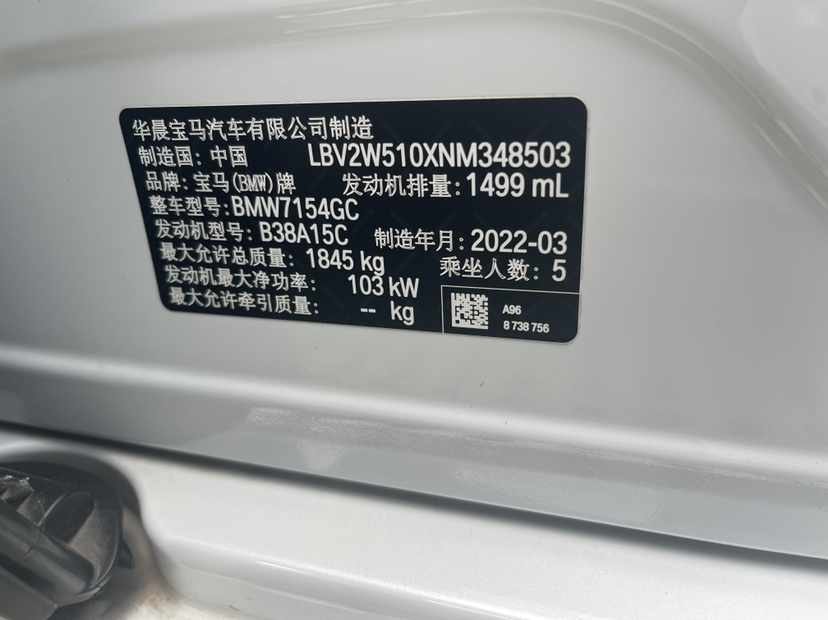 华晨宝马汽车有限公司制造
制造国：中国 LBV2W510XNM348503
品牌：宝马(BMW)牌 发动机排量：1499 mL
整车型号：BMW7154GC
发动机型号：B38A15C 制造年月：2022-03
最大允许总质量：1845 kg 乘坐人数：5
发动机最大净功率：103 kW
最大允许牵引质量：-- kg
A96
8 738 756